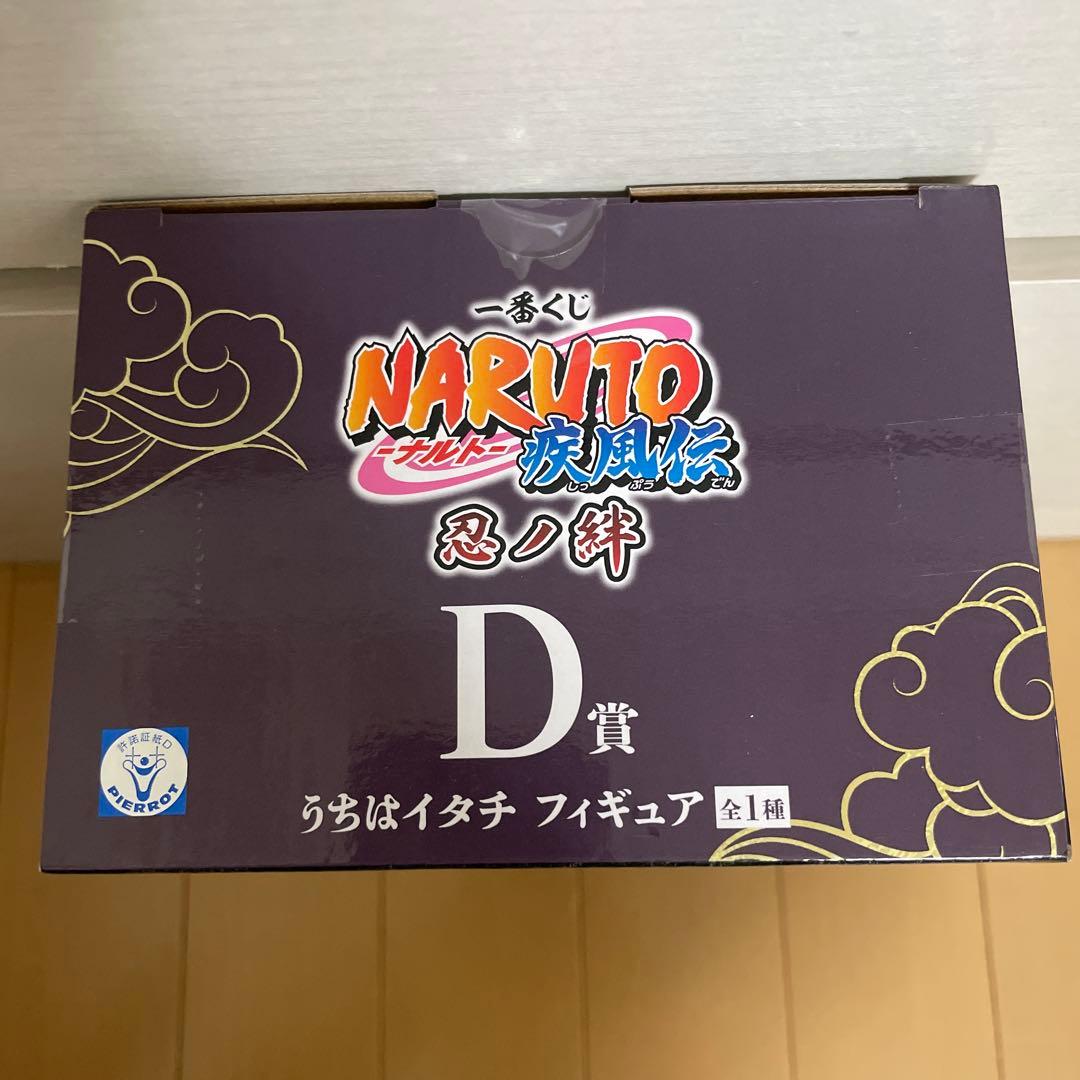 一番くじ
NARUTO
-ナルト-
疾風伝
しっ ぷう でん
忍ノ絆
D賞
うちはイタチ フィギュア 全1種
許諾証紙D
PIERROT